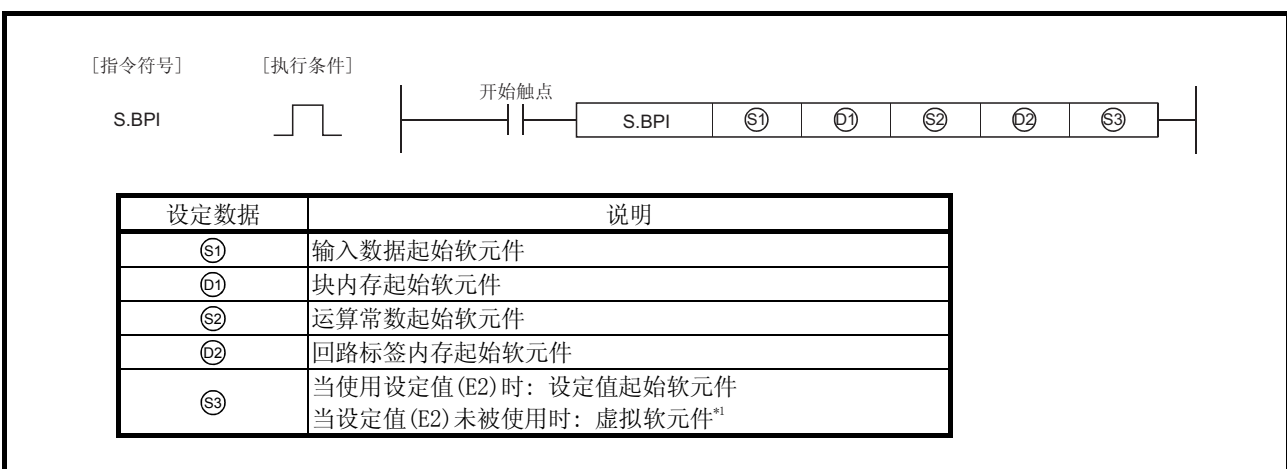 [指令符号] [执行条件]
开始触点
S.BPI S.BPI S1 D1 S2 D2 S3
设定数据 说明
S1 输入数据起始软元件
D1 块内存起始软元件
S2 运算常数起始软元件
D2 回路标签内存起始软元件
S3 当使用设定值(E2)时: 设定值起始软元件
当设定值(E2)未被使用时: 虚拟软元件*1